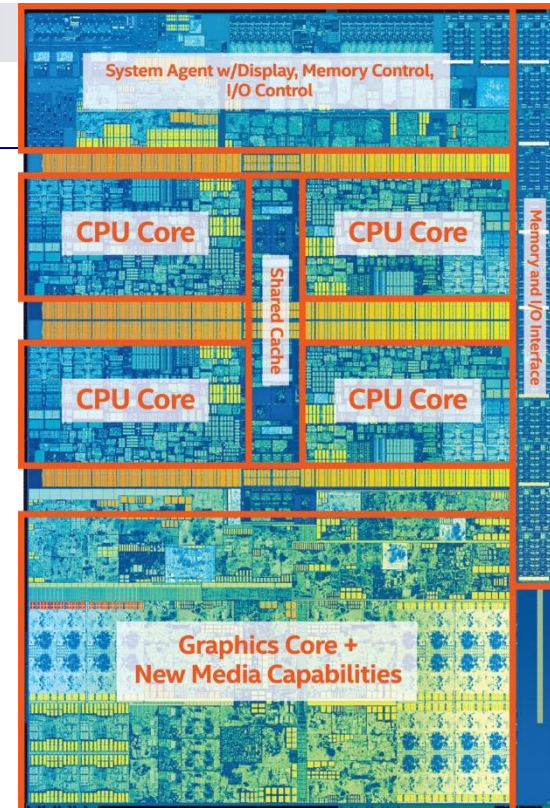 System Agent w/Display, Memory Control,
I/O Control
CPU Core
CPU Core
Shared Cache
Memory and I/O Interface
CPU Core
CPU Core
Graphics Core +
New Media Capabilities